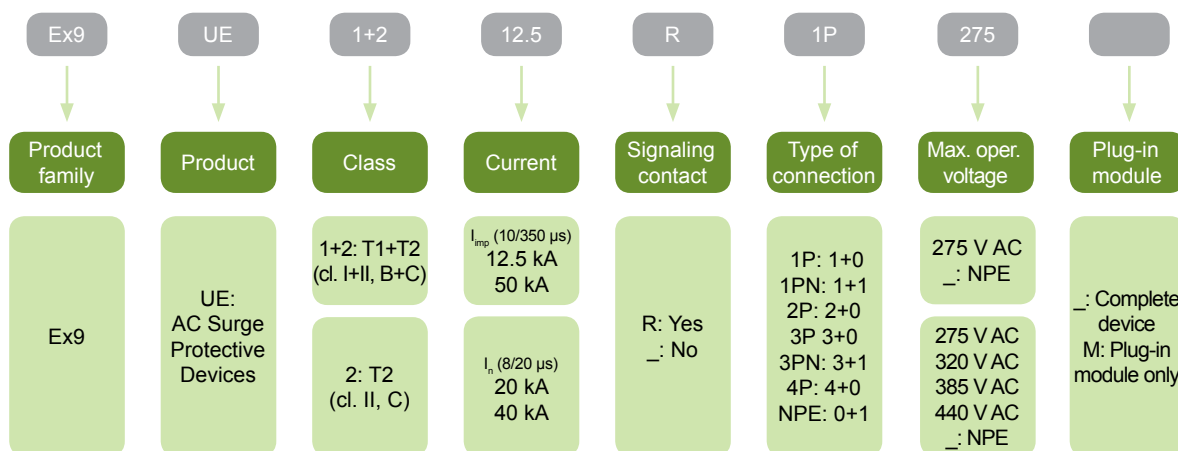 Ex9
UE
1+2
12.5
R
1P
275
Product
family
Product
Class
Current
Signaling
contact
Type of
connection
Max. oper.
voltage
Plug-in
module
Ex9
UE:
AC Surge
Protective
Devices
1+2: T1+T2
(cl. I+II, B+C)
2: T2
(cl. II, C)
Iimp (10/350 µs)
12.5 kA
50 kA
In (8/20 µs)
20 kA
40 kA
R: Yes
_: No
1P: 1+0
1PN: 1+1
2P: 2+0
3P 3+0
3PN: 3+1
4P: 4+0
NPE: 0+1
275 V AC
_: NPE
275 V AC
320 V AC
385 V AC
440 V AC
_: NPE
_: Complete
device
M: Plug-in
module only